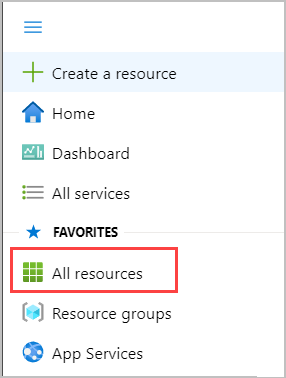 Create a resource
Home
Dashboard
All services
FAVORITES
All resources
Resource groups
App Services